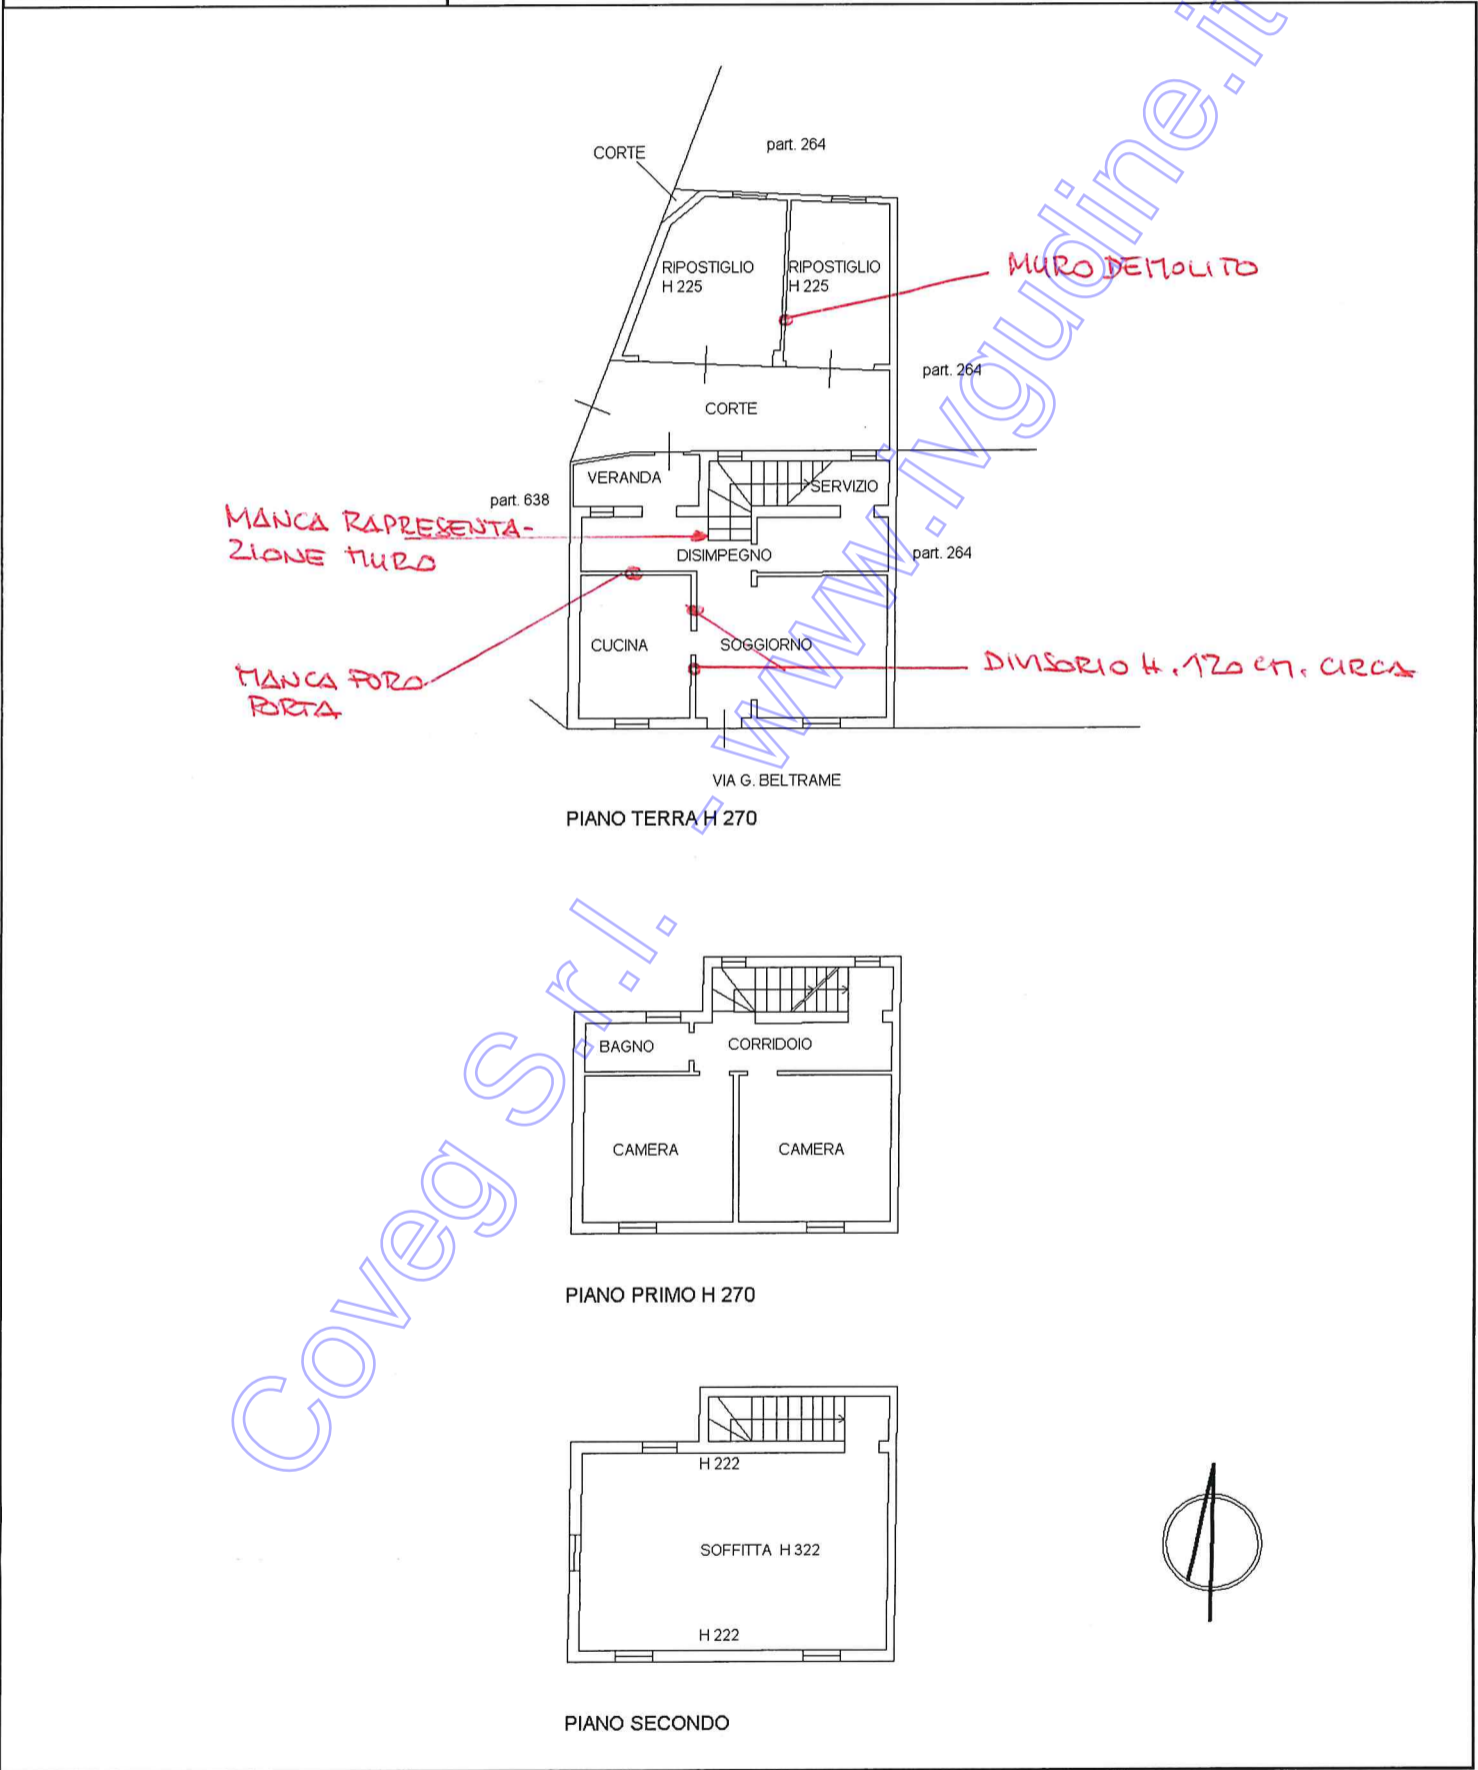 CORTE
part. 264
RIPOSTIGLIO
H 225
RIPOSTIGLIO
H 225
MURO DEMOLITO
part. 264
CORTE
VERANDA
SERVIZIO
part. 638
MANCA RAPRESENTA-
ZIONE MURO
DISIMPEGNO
part. 264
CUCINA
SOGGIORNO
DIVISORIO H. 120 CM. CIRCA
MANCA FORO
PORTA
VIA G. BELTRAME
PIANO TERRA H 270
BAGNO
CORRIDOIO
CAMERA
CAMERA
PIANO PRIMO H 270
H 222
SOFFITTA H 322
H 222
PIANO SECONDO
Coveg S.r.l. - www.ivgudine.it